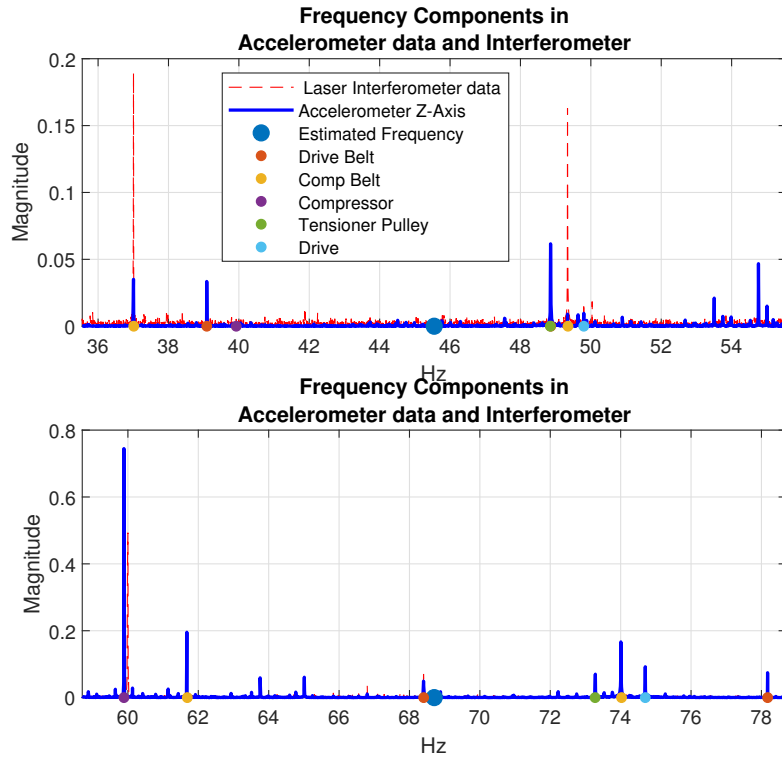 Frequency Components in
Accelerometer data and Interferometer
0.2
0.15
0.1
0.05
0
Magnitude
Laser Interferometer data
Accelerometer Z-Axis
Estimated Frequency
Drive Belt
Comp Belt
Compressor
Tensioner Pulley
Drive
36 38 40 42 44 46 48 50 52 54
Hz
Frequency Components in
Accelerometer data and Interferometer
0.8
0.6
0.4
0.2
0
Magnitude
60 62 64 66 68 70 72 74 76 78
Hz